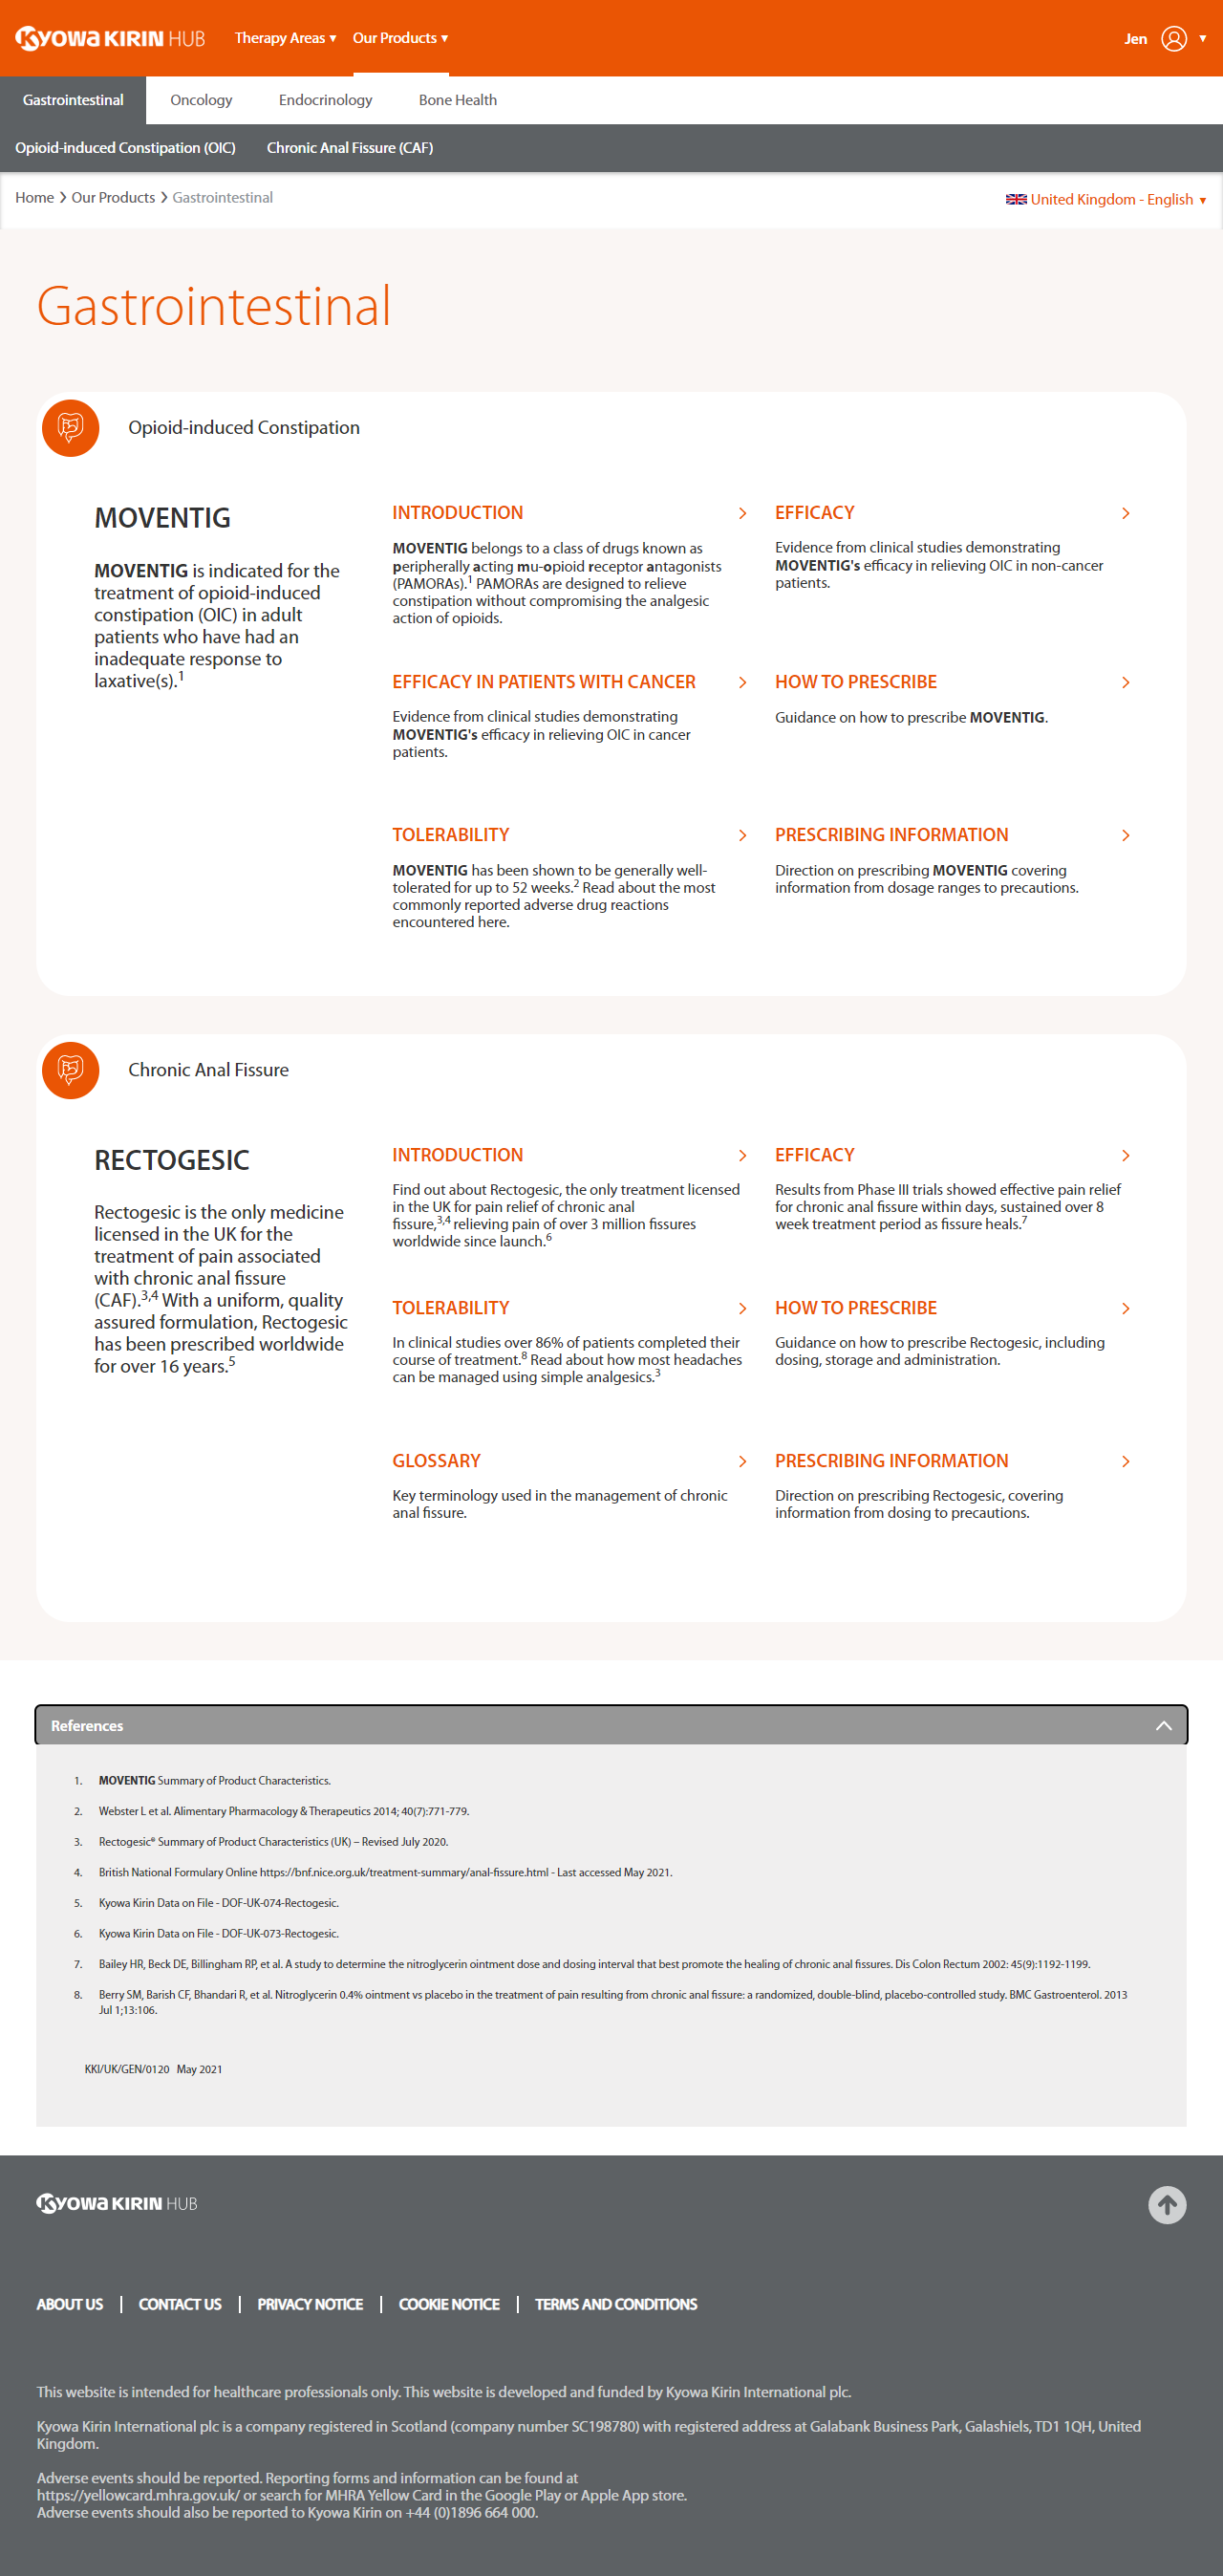 KYOWA KIRIN HUB Therapy Areas ▾ Our Products ▾ Jen ▾
Gastrointestinal Oncology Endocrinology Bone Health
Opioid-induced Constipation (OIC) Chronic Anal Fissure (CAF)
Home > Our Products > Gastrointestinal United Kingdom - English ▾
Gastrointestinal
Opioid-induced Constipation
MOVENTIG
MOVENTIG is indicated for the
treatment of opioid-induced
constipation (OIC) in adult
patients who have had an
inadequate response to
laxative(s).1
INTRODUCTION
MOVENTIG belongs to a class of drugs known as
peripherally acting mu-opioid receptor antagonists
(PAMORAs).1 PAMORAs are designed to relieve
constipation without compromising the analgesic
action of opioids.
EFFICACY
Evidence from clinical studies demonstrating
MOVENTIG's efficacy in relieving OIC in non-cancer
patients.
EFFICACY IN PATIENTS WITH CANCER
Evidence from clinical studies demonstrating
MOVENTIG's efficacy in relieving OIC in cancer
patients.
HOW TO PRESCRIBE
Guidance on how to prescribe MOVENTIG.
TOLERABILITY
MOVENTIG has been shown to be generally well-
tolerated for up to 52 weeks.2 Read about the most
commonly reported adverse drug reactions
encountered here.
PRESCRIBING INFORMATION
Direction on prescribing MOVENTIG covering
information from dosage ranges to precautions.
Chronic Anal Fissure
RECTOGESIC
Rectogesic is the only medicine
licensed in the UK for the
treatment of pain associated
with chronic anal fissure
(CAF).3,4 With a uniform, quality
assured formulation, Rectogesic
has been prescribed worldwide
for over 16 years.5
INTRODUCTION
Find out about Rectogesic, the only treatment licensed
in the UK for pain relief of chronic anal
fissure,3,4 relieving pain of over 3 million fissures
worldwide since launch.6
EFFICACY
Results from Phase III trials showed effective pain relief
for chronic anal fissure within days, sustained over 8
week treatment period as fissure heals.7
TOLERABILITY
In clinical studies over 86% of patients completed their
course of treatment.8 Read about how most headaches
can be managed using simple analgesics.3
HOW TO PRESCRIBE
Guidance on how to prescribe Rectogesic, including
dosing, storage and administration.
GLOSSARY
Key terminology used in the management of chronic
anal fissure.
PRESCRIBING INFORMATION
Direction on prescribing Rectogesic, covering
information from dosing to precautions.
References
1. MOVENTIG Summary of Product Characteristics.
2. Webster L et al. Alimentary Pharmacology & Therapeutics 2014; 40(7):771-779.
3. Rectogesic® Summary of Product Characteristics (UK) – Revised July 2020.
4. British National Formulary Online https://bnf.nice.org.uk/treatment-summary/anal-fissure.html - Last accessed May 2021.
5. Kyowa Kirin Data on File - DOF-UK-074-Rectogesic.
6. Kyowa Kirin Data on File - DOF-UK-073-Rectogesic.
7. Bailey HR, Beck DE, Billingham RP, et al. A study to determine the nitroglycerin ointment dose and dosing interval that best promote the healing of chronic anal fissures. Dis Colon Rectum 2002: 45(9):1192-1199.
8. Berry SM, Barish CF, Bhandari R, et al. Nitroglycerin 0.4% ointment vs placebo in the treatment of pain resulting from chronic anal fissure: a randomized, double-blind, placebo-controlled study. BMC Gastroenterol. 2013
Jul 1;13:106.
KKI/UK/GEN/0120 May 2021
KYOWA KIRIN HUB
ABOUT US | CONTACT US | PRIVACY NOTICE | COOKIE NOTICE | TERMS AND CONDITIONS
This website is intended for healthcare professionals only. This website is developed and funded by Kyowa Kirin International plc.
Kyowa Kirin International plc is a company registered in Scotland (company number SC198780) with registered address at Galabank Business Park, Galashiels, TD1 1QH, United
Kingdom.
Adverse events should be reported. Reporting forms and information can be found at
https://yellowcard.mhra.gov.uk/ or search for MHRA Yellow Card in the Google Play or Apple App store.
Adverse events should also be reported to Kyowa Kirin on +44 (0)1896 664 000.